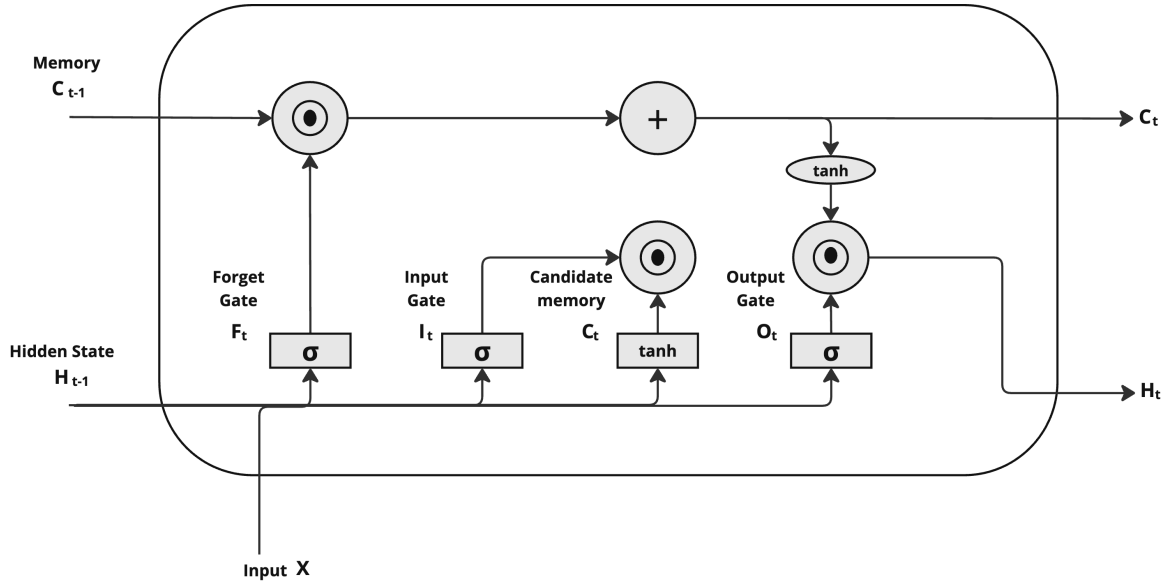 Memory
C t-1
+
C t
tanh
Forget
Gate
F t
Input
Gate
I t
Candidate
memory
C t
Output
Gate
O t
σ
σ
tanh
σ
Hidden State
H t-1
H t
Input X